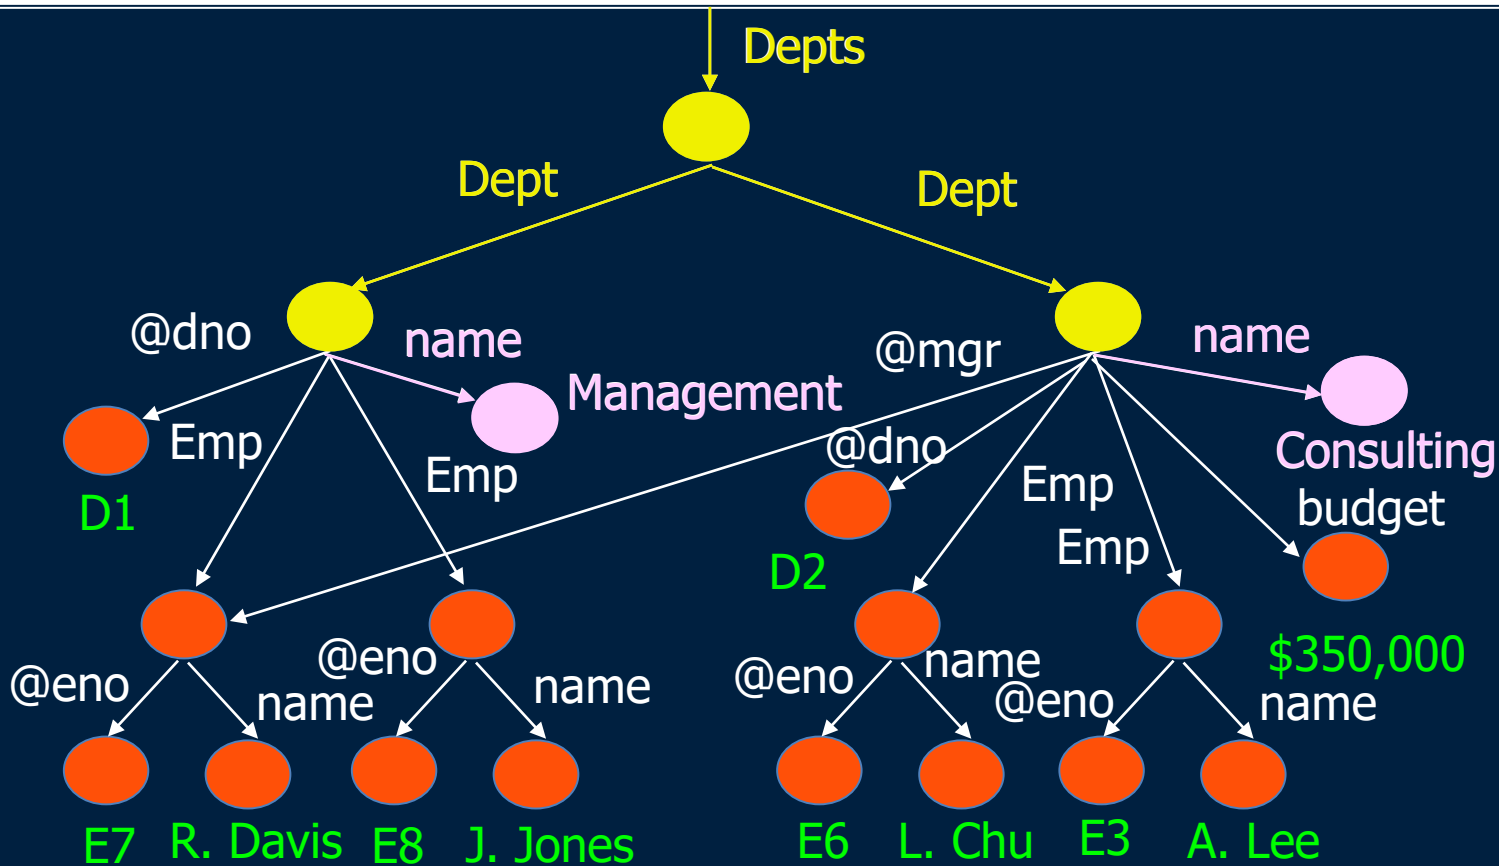 Depts
Dept
Dept
@dno
name
@mgr
name
Management
Emp
Emp
@dno
Consulting
D1
Emp
budget
Emp
D2
@eno
name
@eno
name
@eno
name
@eno
name
$350,000
E7
R. Davis
E8
J. Jones
E6
L. Chu
E3
A. Lee